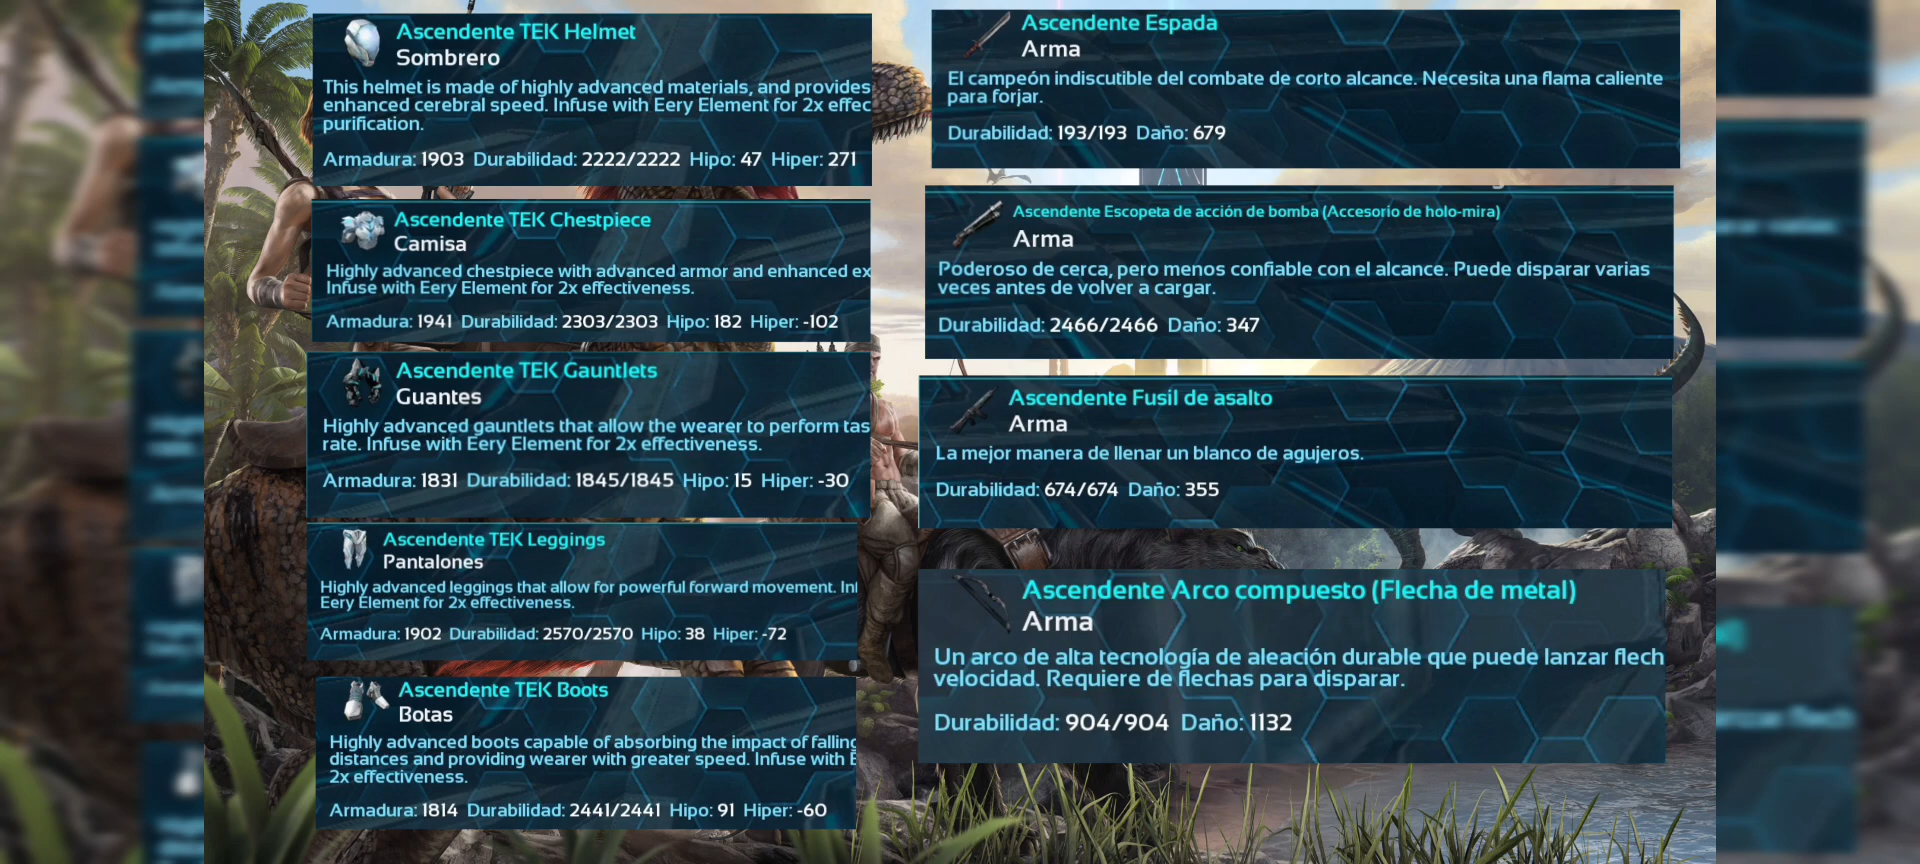 Ascendente TEK Helmet
Sombrero
This helmet is made of highly advanced materials, and provides
enhanced cerebral speed. Infuse with Eery Element for 2x effec
purification.
Armadura: 1903 Durabilidad: 2222/2222 Hipo: 47 Hiper: 271
Ascendente TEK Chestpiece
Camisa
Highly advanced chestpiece with advanced armor and enhanced ex
Infuse with Eery Element for 2x effectiveness.
Armadura: 1941 Durabilidad: 2303/2303 Hipo: 182 Hiper: -102
Ascendente TEK Gauntlets
Guantes
Highly advanced gauntlets that allow the wearer to perform tas
rate. Infuse with Eery Element for 2x effectiveness.
Armadura: 1831 Durabilidad: 1845/1845 Hipo: 15 Hiper: -30
Ascendente TEK Leggings
Pantalones
Highly advanced leggings that allow for powerful forward movement. Inf
Eery Element for 2x effectiveness.
Armadura: 1902 Durabilidad: 2570/2570 Hipo: 38 Hiper: -72
Ascendente TEK Boots
Botas
Highly advanced boots capable of absorbing the impact of falling
distances and providing wearer with greater speed. Infuse with E
2x effectiveness.
Armadura: 1814 Durabilidad: 2441/2441 Hipo: 91 Hiper: -60
Ascendente Espada
Arma
El campeón indiscutible del combate de corto alcance. Necesita una flama caliente
para forjar.
Durabilidad: 193/193 Daño: 679
Ascendente Escopeta de acción de bomba (Accesorio de holo-mira)
Arma
Poderoso de cerca, pero menos confiable con el alcance. Puede disparar varias
veces antes de volver a cargar.
Durabilidad: 2466/2466 Daño: 347
Ascendente Fusil de asalto
Arma
La mejor manera de llenar un blanco de agujeros.
Durabilidad: 674/674 Daño: 355
Ascendente Arco compuesto (Flecha de metal)
Arma
Un arco de alta tecnología de aleación durable que puede lanzar flech
velocidad. Requiere de flechas para disparar.
Durabilidad: 904/904 Daño: 1132